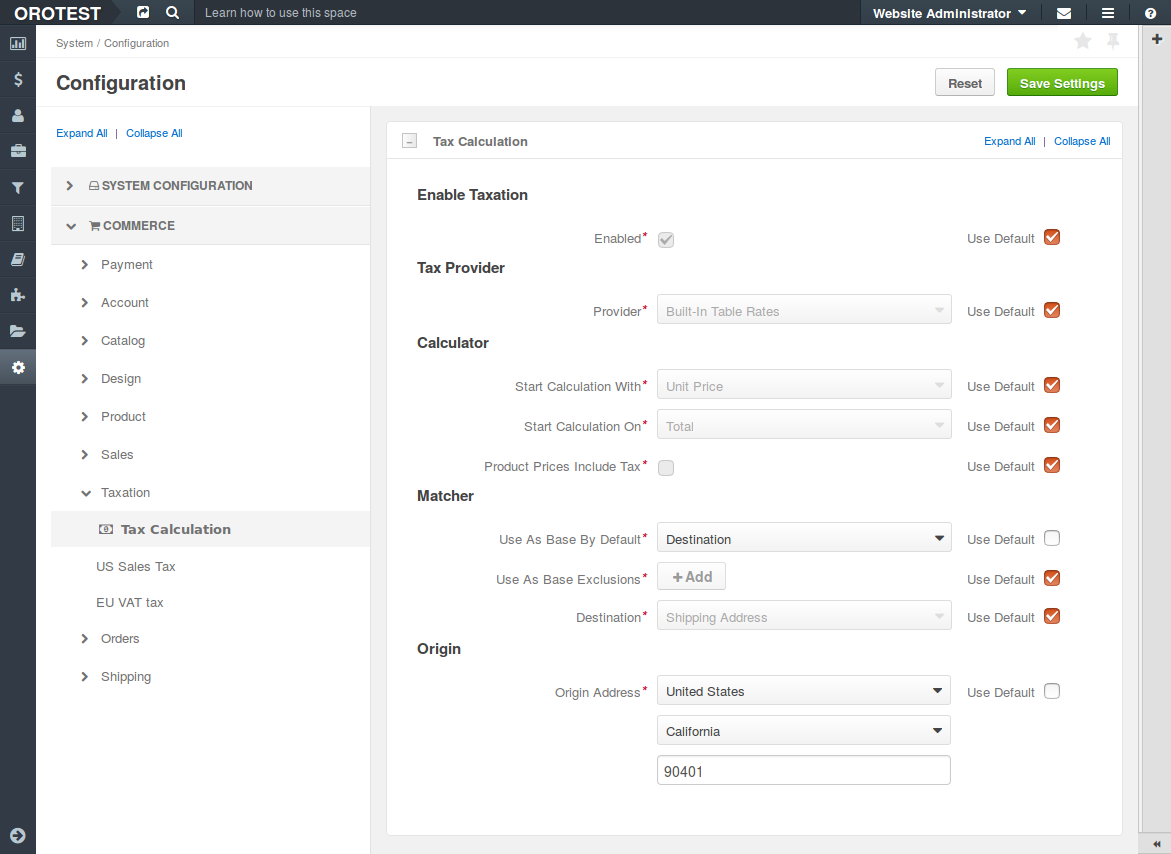 OROTEST
Learn how to use this space
Website Administrator
System / Configuration
Configuration
Reset
Save Settings
Expand All | Collapse All
SYSTEM CONFIGURATION
COMMERCE
Payment
Account
Catalog
Design
Product
Sales
Taxation
Tax Calculation
US Sales Tax
EU VAT tax
Orders
Shipping
Tax Calculation
Expand All | Collapse All
Enable Taxation
Enabled* Use Default
Tax Provider
Provider* Built-In Table Rates Use Default
Calculator
Start Calculation With* Unit Price Use Default
Start Calculation On* Total Use Default
Product Prices Include Tax* Use Default
Matcher
Use As Base By Default* Destination Use Default
Use As Base Exclusions* +Add Use Default
Destination* Shipping Address Use Default
Origin
Origin Address* United States Use Default
California
90401